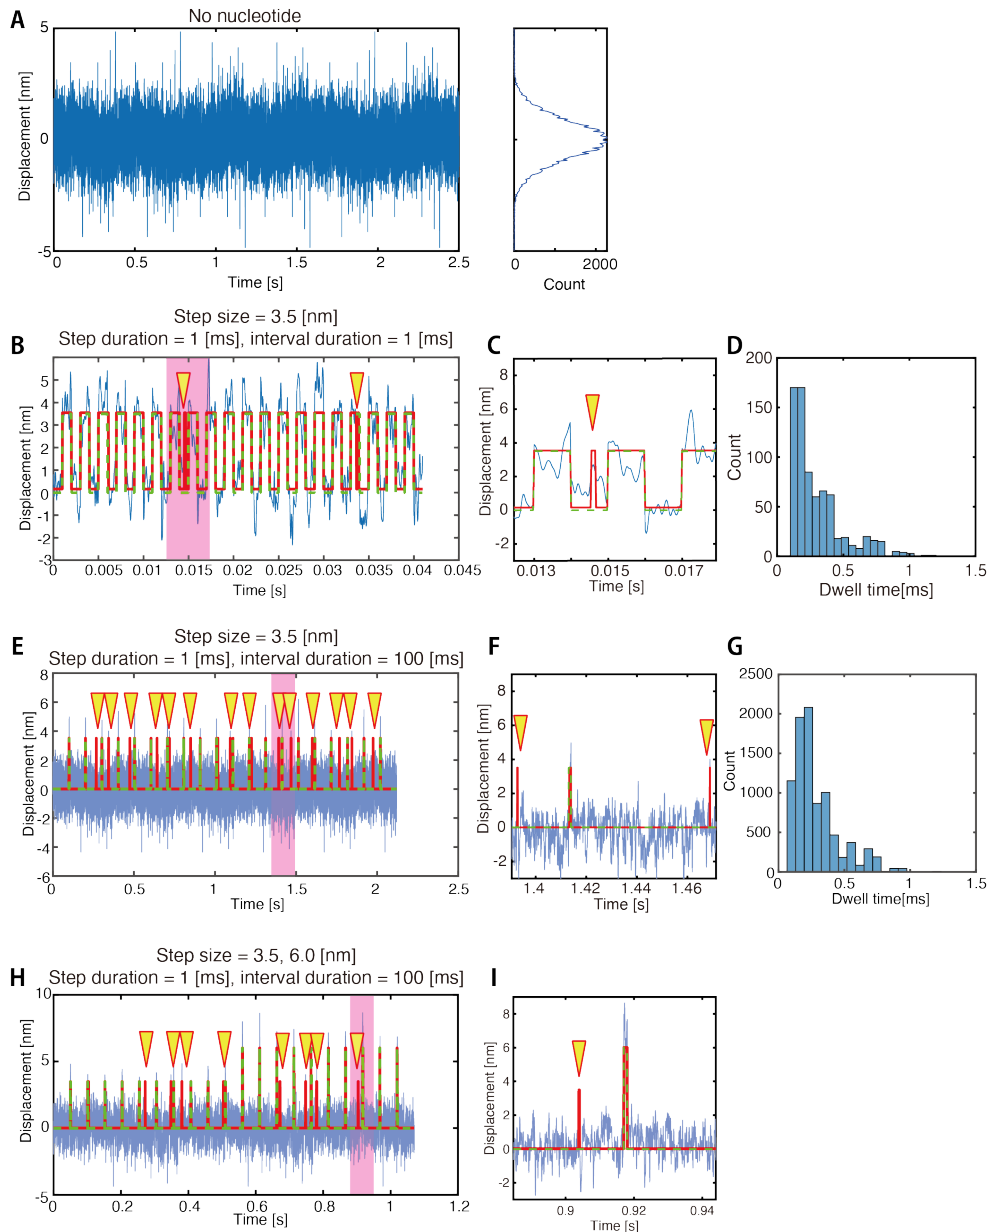 A
No nucleotide
5
0
-5
Displacement [nm]
0
0.5
1
1.5
2
2.5
Time [s]
0
2000
Count
Step size = 3.5 [nm]
Step duration = 1 [ms], interval duration = 1 [ms]
B
5
4
3
2
1
0
-1
-2
-3
Displacement [nm]
0
0.005
0.01
0.015
0.02
0.025
0.03
0.035
0.04
0.045
Time [s]
C
8
6
4
2
0
-2
Displacement [nm]
0.013
0.015
0.017
Time [s]
D
200
150
100
50
0
Count
0
0.5
1
1.5
Dwell time[ms]
E
Step size = 3.5 [nm]
Step duration = 1 [ms], interval duration = 100 [ms]
8
6
4
2
0
-2
-4
-6
Displacement [nm]
0
0.5
1
1.5
2
2.5
Time [s]
F
8
6
4
2
0
-2
Displacement [nm]
1.4
1.42
1.44
1.46
Time [s]
G
2500
2000
1500
1000
500
0
Count
0
0.5
1
1.5
Dwell time[ms]
H
Step size = 3.5, 6.0 [nm]
Step duration = 1 [ms], interval duration = 100 [ms]
10
5
0
-5
Displacement [nm]
0
0.2
0.4
0.6
0.8
1.0
1.2
Time [s]
I
8
6
4
2
0
-2
Displacement [nm]
0.9
0.92
0.94
Time [s]